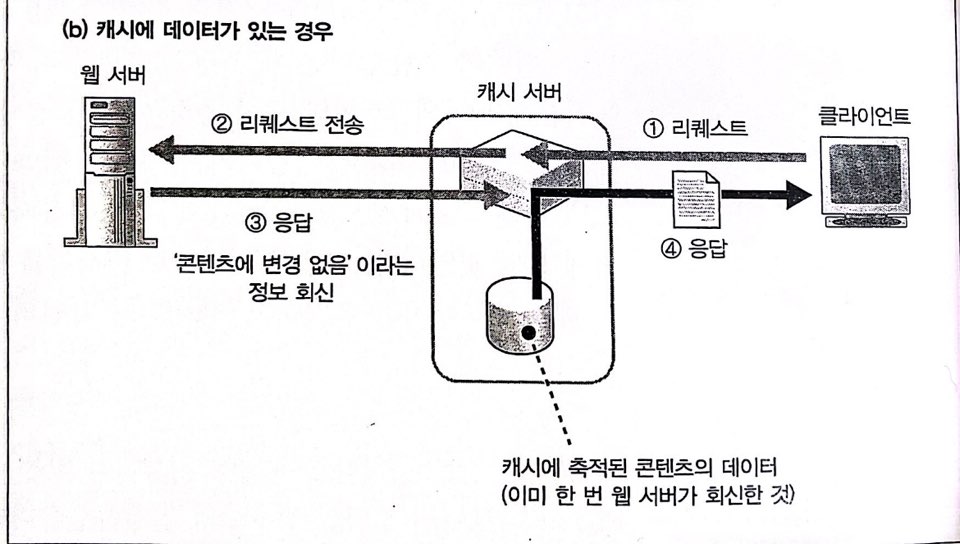 (b) 캐시에 데이터가 있는 경우
웹 서버
캐시 서버
클라이언트
② 리퀘스트 전송
① 리퀘스트
③ 응답
④ 응답
‘콘텐츠에 변경 없음’ 이라는
정보 회신
캐시에 축적된 콘텐츠의 데이터
(이미 한 번 웹 서버가 회신한 것)